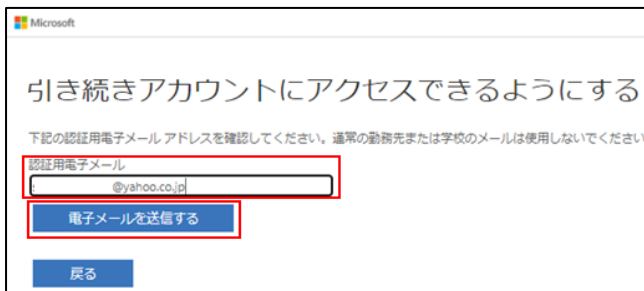 Microsoft
引き続きアカウントにアクセスできるようにする
下記の認証用電子メール アドレスを確認してください。通常の勤務先または学校のメールは使用しないでください
認証用電子メール
@yahoo.co.jp
電子メールを送信する
戻る